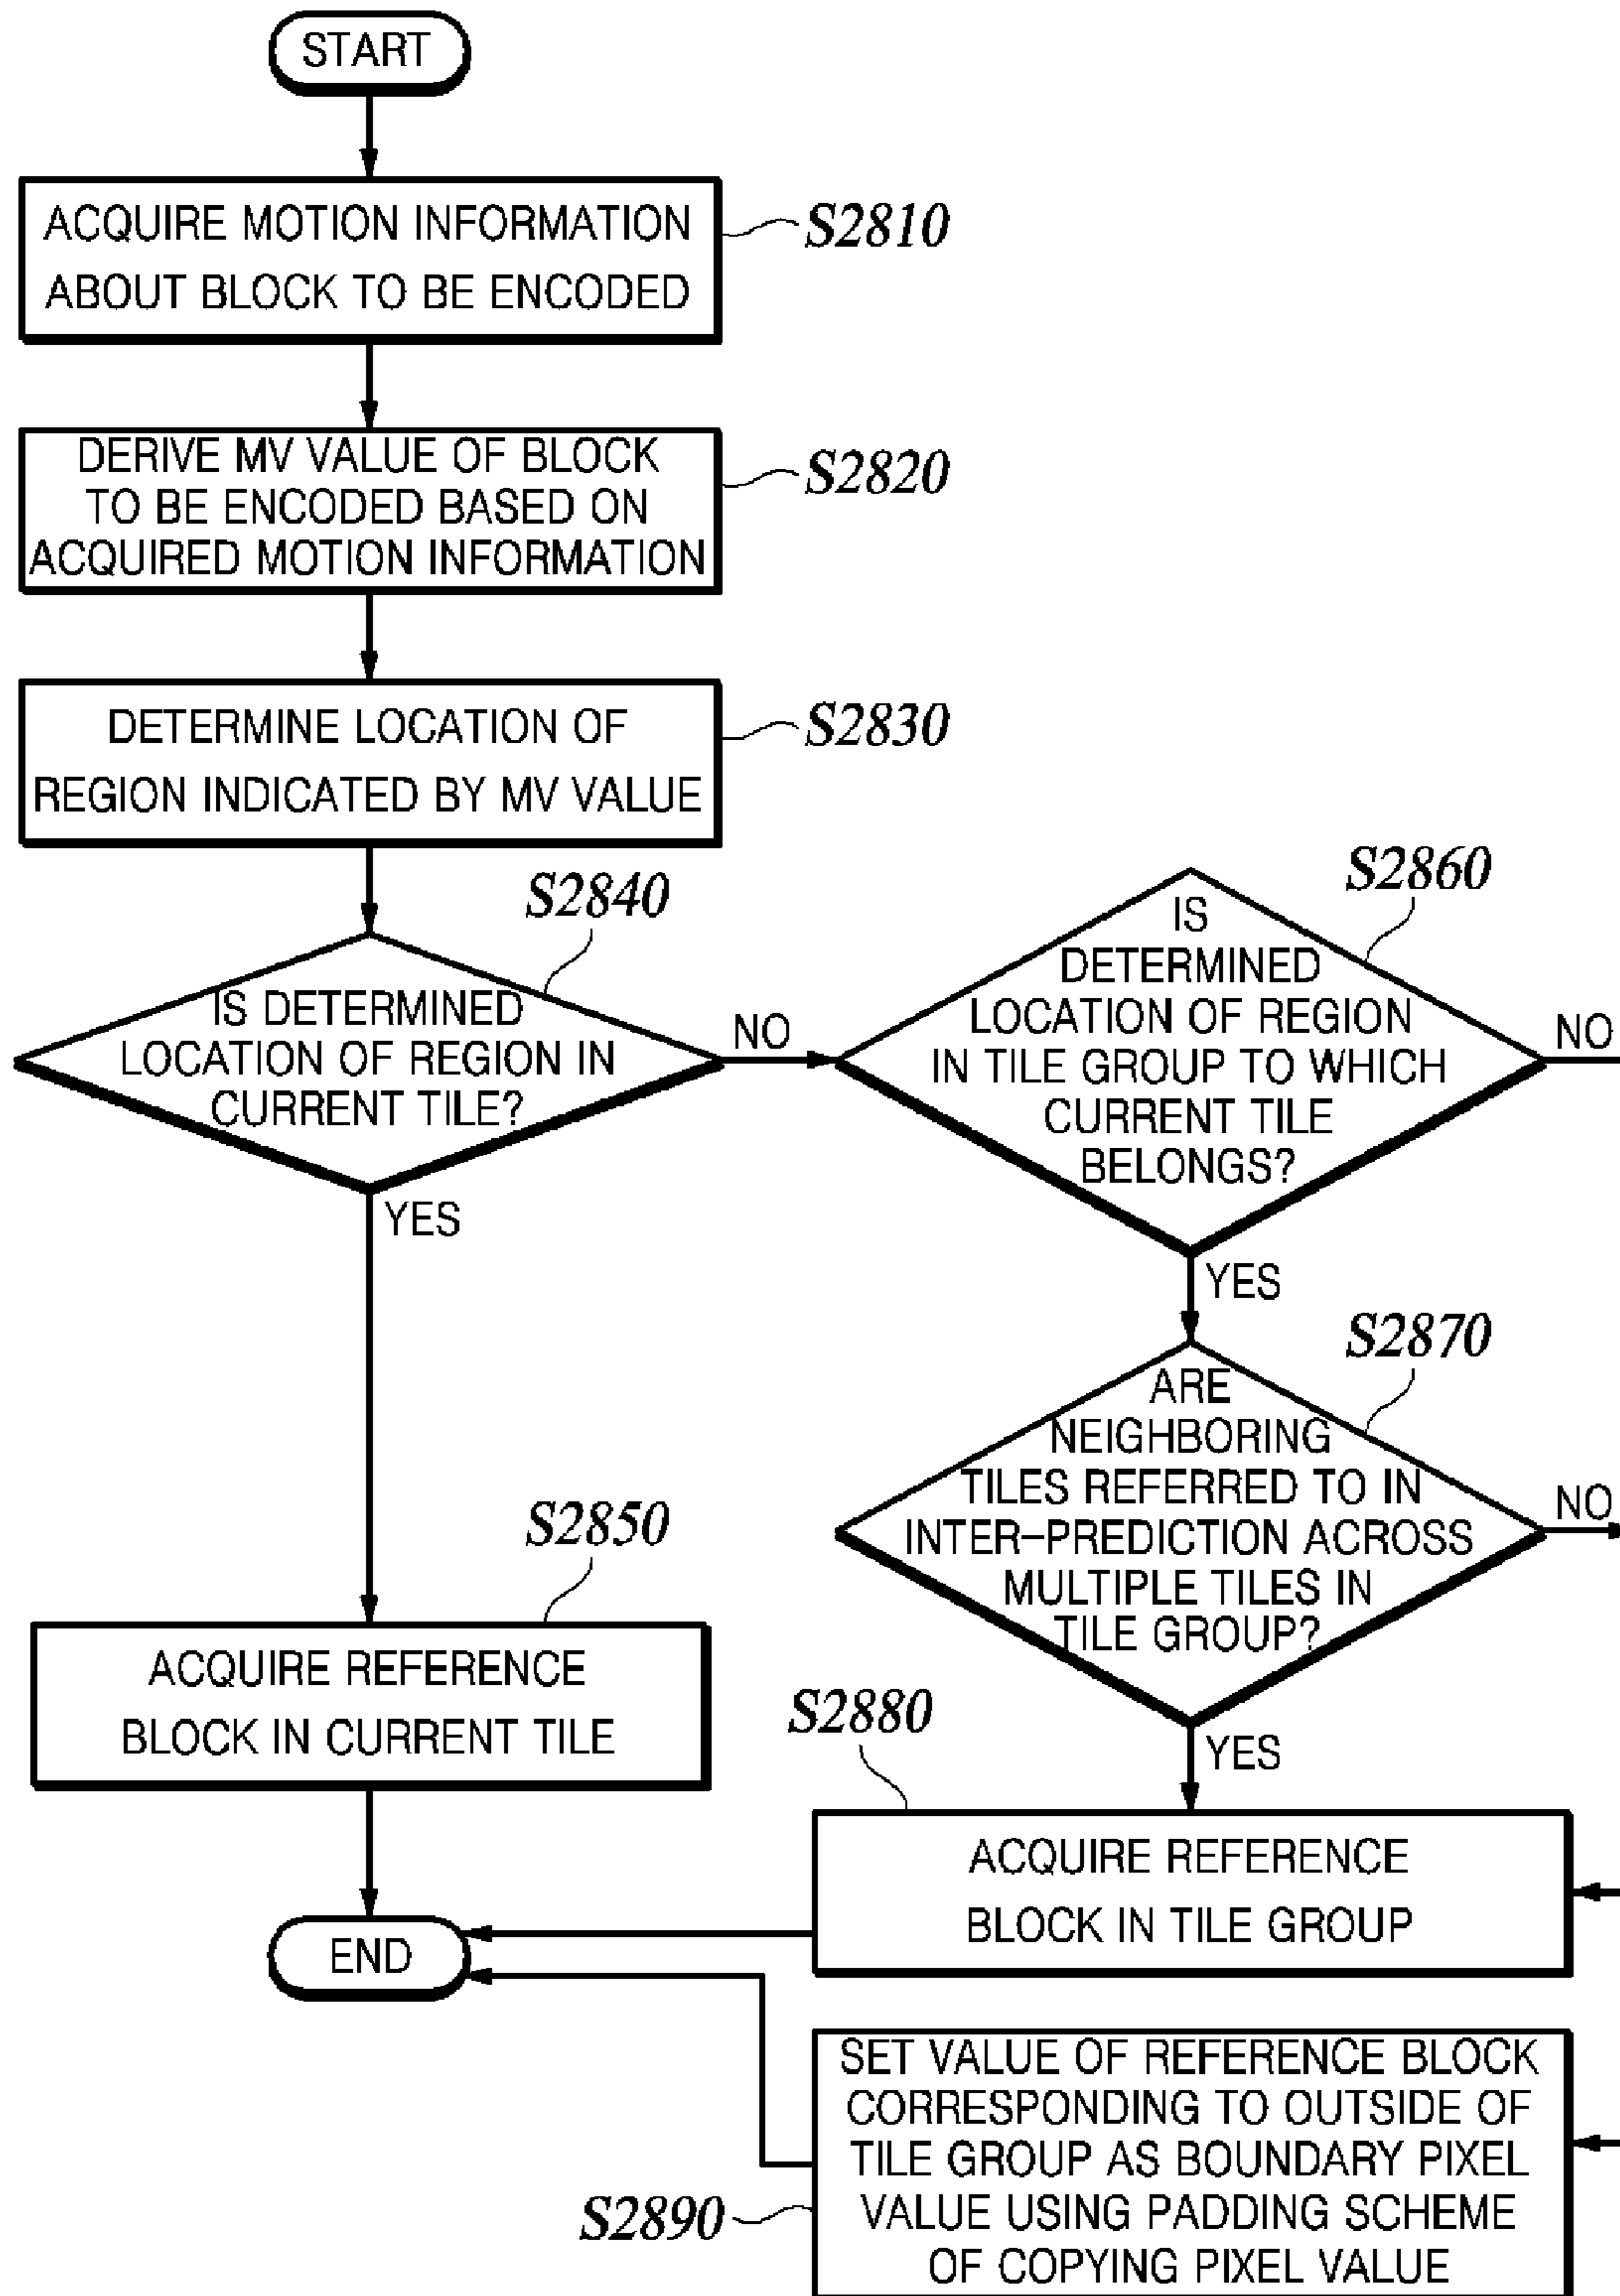 START
ACQUIRE MOTION INFORMATION
ABOUT BLOCK TO BE ENCODED
S2810
DERIVE MV VALUE OF BLOCK
TO BE ENCODED BASED ON
ACQUIRED MOTION INFORMATION
S2820
DETERMINE LOCATION OF
REGION INDICATED BY MV VALUE
S2830
S2840
IS DETERMINED
LOCATION OF REGION IN
CURRENT TILE?
NO
YES
S2860
IS
DETERMINED
LOCATION OF REGION
IN TILE GROUP TO WHICH
CURRENT TILE
BELONGS?
NO
YES
S2870
ARE
NEIGHBORING
TILES REFERRED TO IN
INTER-PREDICTION ACROSS
MULTIPLE TILES IN
TILE GROUP?
NO
YES
S2850
ACQUIRE REFERENCE
BLOCK IN CURRENT TILE
S2880
ACQUIRE REFERENCE
BLOCK IN TILE GROUP
END
SET VALUE OF REFERENCE BLOCK
CORRESPONDING TO OUTSIDE OF
TILE GROUP AS BOUNDARY PIXEL
VALUE USING PADDING SCHEME
OF COPYING PIXEL VALUE
S2890